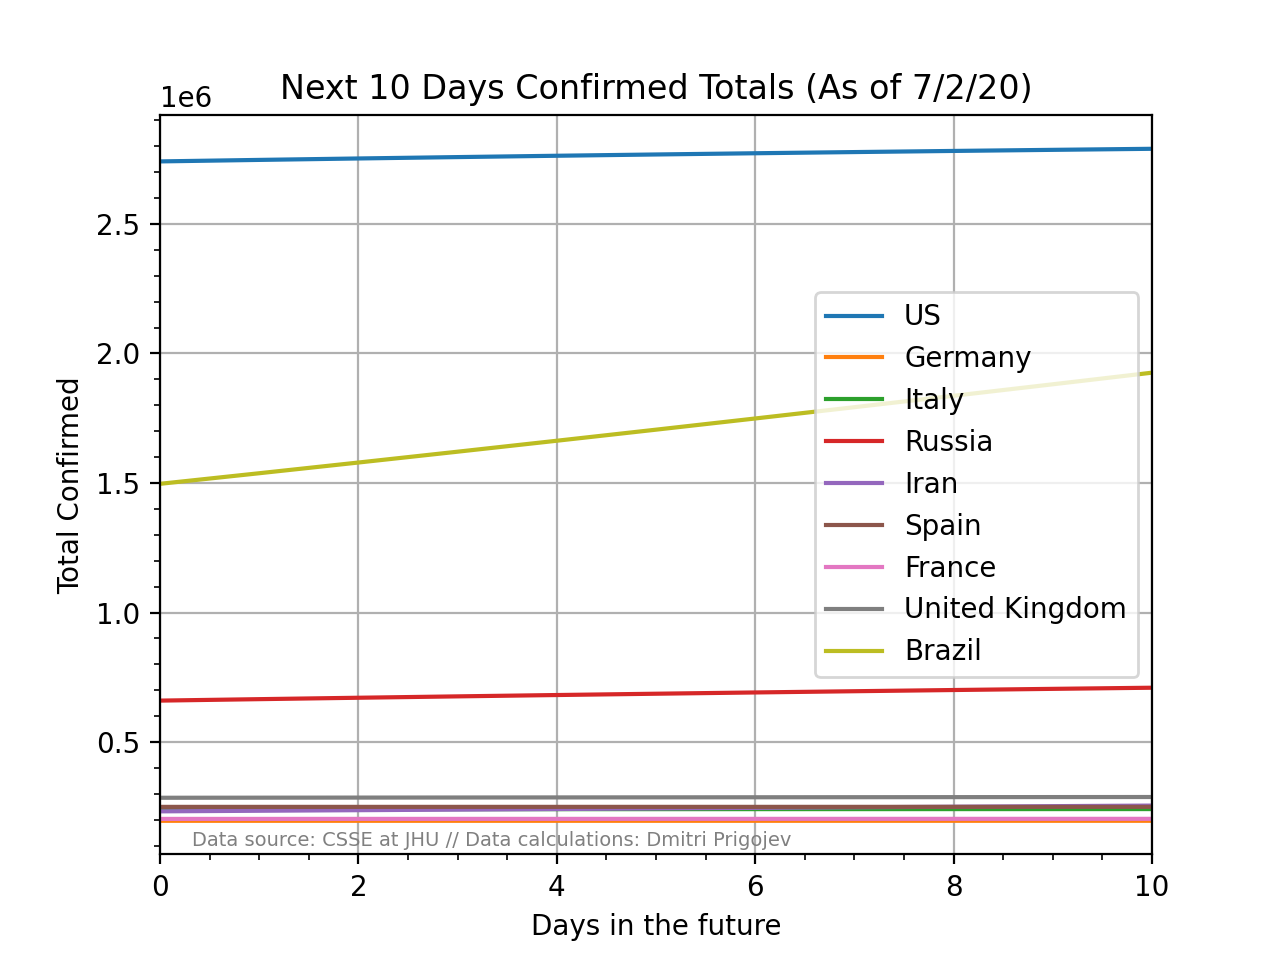 Next 10 Days Confirmed Totals (As of 7/2/20)
1e6
2.5
2.0
1.5
1.0
0.5
Total Confirmed
US
Germany
Italy
Russia
Iran
Spain
France
United Kingdom
Brazil
Data source: CSSE at JHU // Data calculations: Dmitri Prigojev
0 2 4 6 8 10
Days in the future